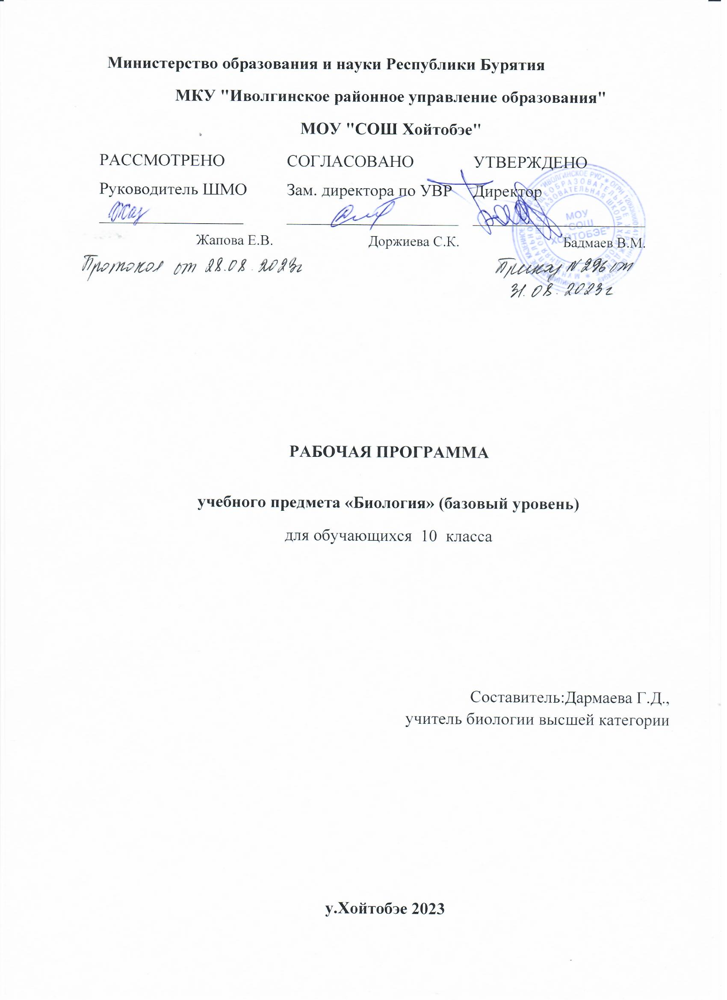 Министерство образования и науки Республики Бурятия
МКУ "Иволгинское районное управление образования"
МОУ "СОШ Хойтобэе"
РАССМОТРЕНО СОГЛАСОВАНО УТВЕРЖДЕНО
Руководитель ШМО Зам. директора по УВР Директор
Жапова Е.В. Доржиева С.К. Бадмаев В.М.
Протокол от 28.08.2023г Приказ N 296 от
31.08.2023г
МОУ
"СОШ
ХОЙТОБЭЕ"
РАБОЧАЯ ПРОГРАММА
учебного предмета «Биология» (базовый уровень)
для обучающихся 10 класса
Составитель:Дармаева Г.Д.,
учитель биологии высшей категории
у.Хойтобэе 2023